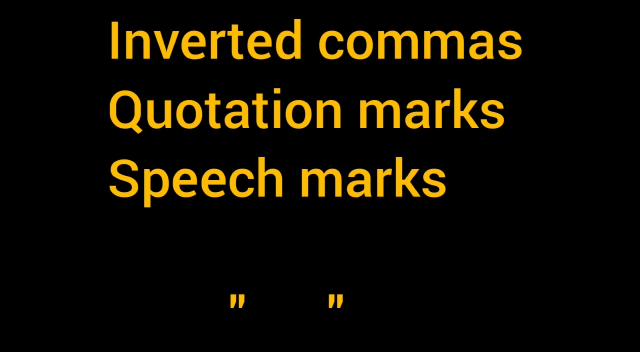 Inverted commas
Quotation marks
Speech marks
" "